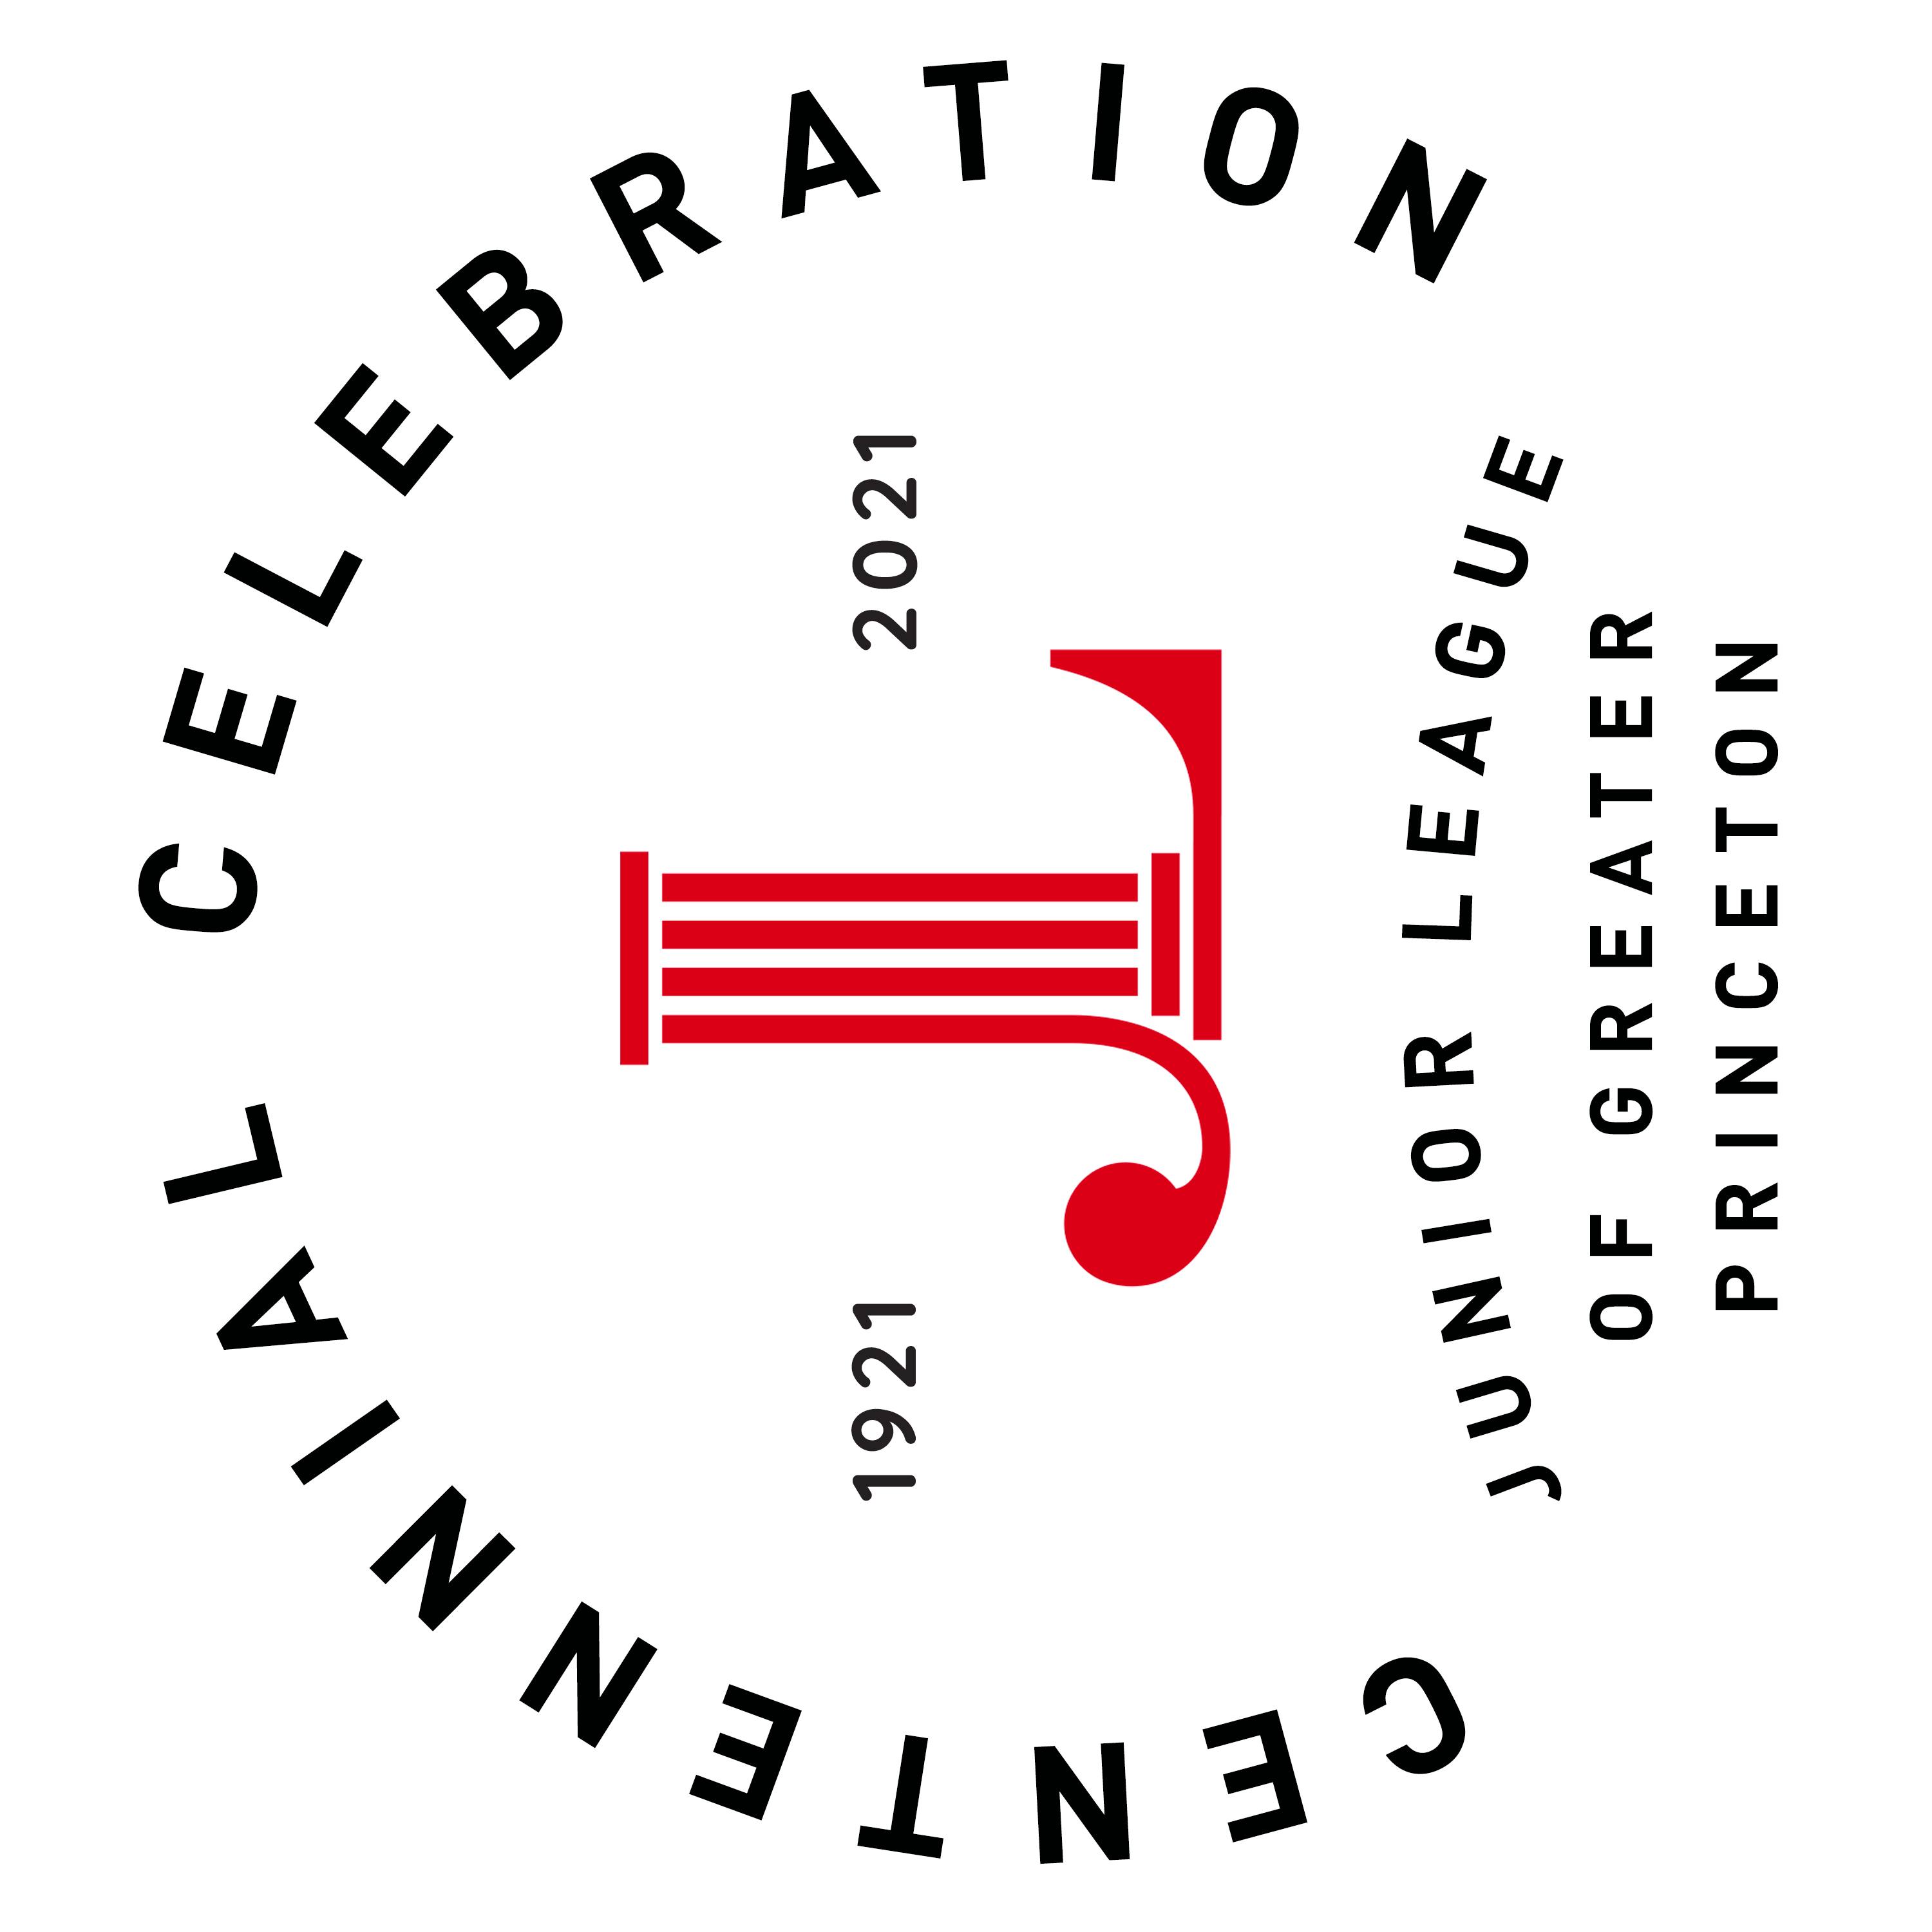 CENTENNIAL CELEBRATION
1921 2021
JUNIOR LEAGUE
OF GREATER
PRINCETON